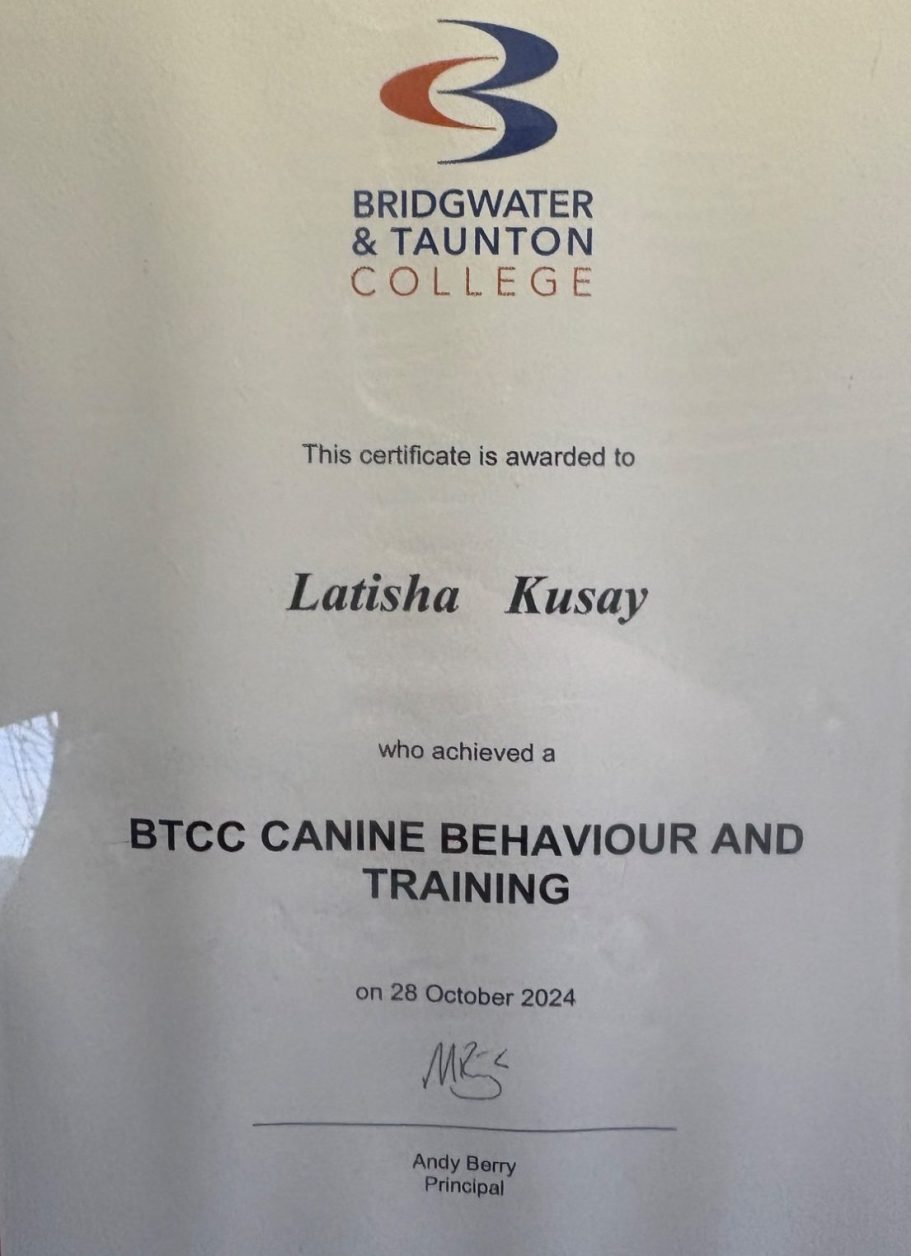 BRIDGWATER
& TAUNTON
COLLEGE
This certificate is awarded to
Latisha Kusay
who achieved a
BTCC CANINE BEHAVIOUR AND
TRAINING
on 28 October 2024
Andy Berry
Principal